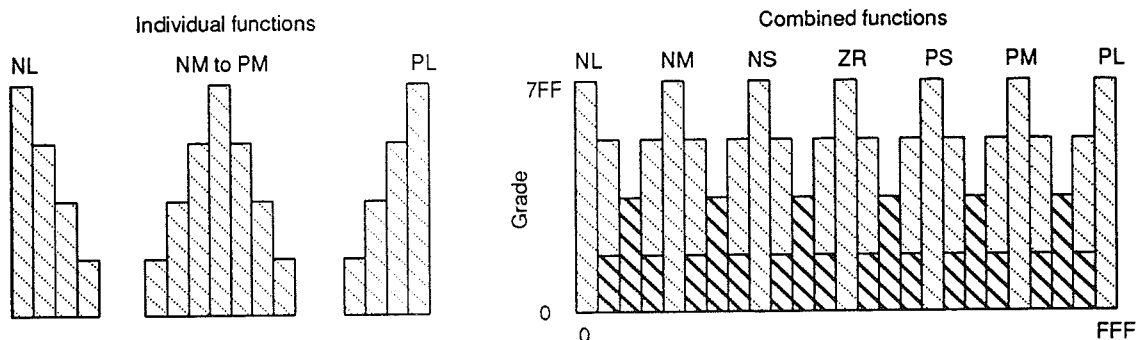 Individual functions
NL NM to PM PL
Combined functions
NL NM NS ZR PS PM PL
7FF
Grade
0
0 FFF